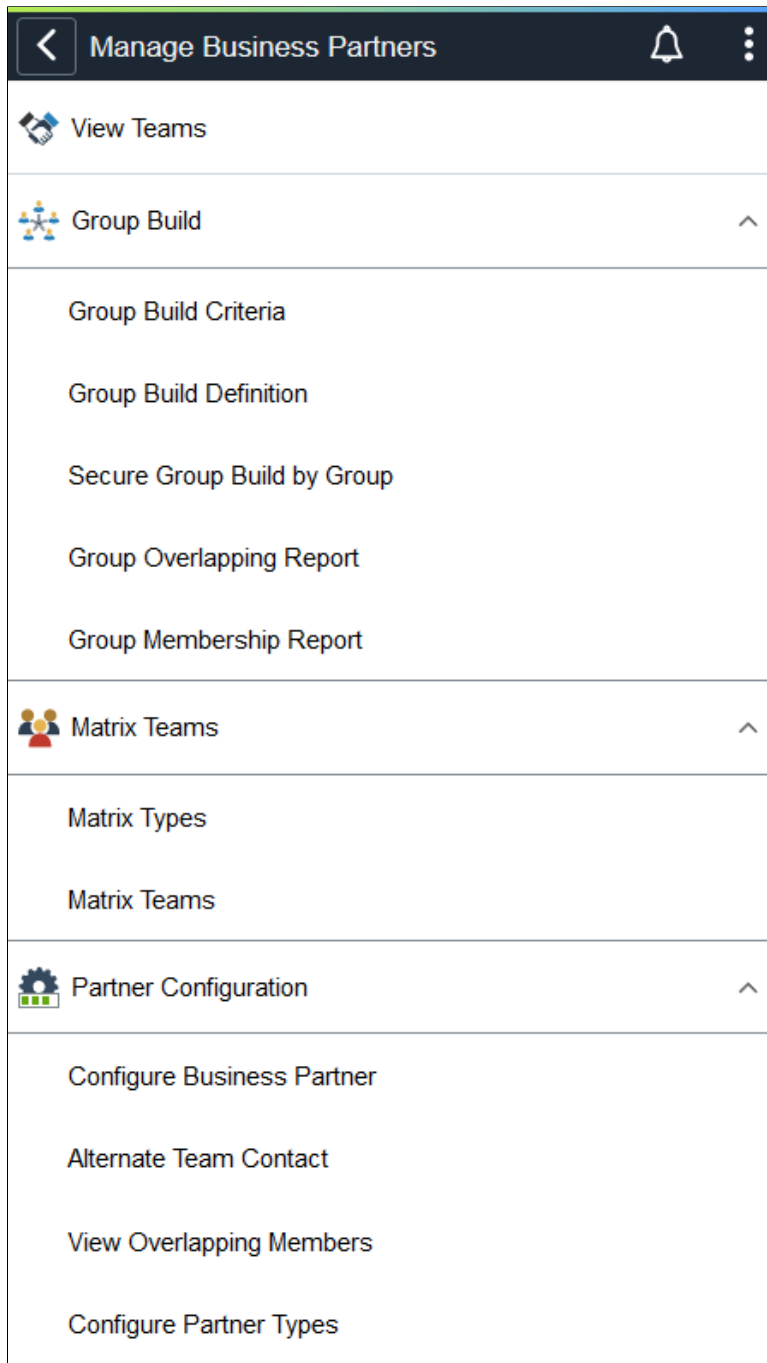 Manage Business Partners
View Teams
Group Build
Group Build Criteria
Group Build Definition
Secure Group Build by Group
Group Overlapping Report
Group Membership Report
Matrix Teams
Matrix Types
Matrix Teams
Partner Configuration
Configure Business Partner
Alternate Team Contact
View Overlapping Members
Configure Partner Types